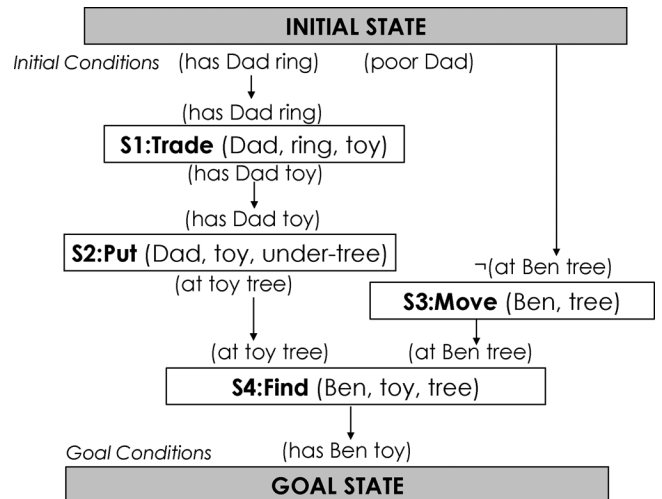 INITIAL STATE
Initial Conditions (has Dad ring) (poor Dad)
(has Dad ring)
S1:Trade (Dad, ring, toy)
(has Dad toy)
(has Dad toy)
S2:Put (Dad, toy, under-tree)
¬(at Ben tree)
(at toy tree)
S3:Move (Ben, tree)
(at toy tree) (at Ben tree)
S4:Find (Ben, toy, tree)
Goal Conditions (has Ben toy)
GOAL STATE